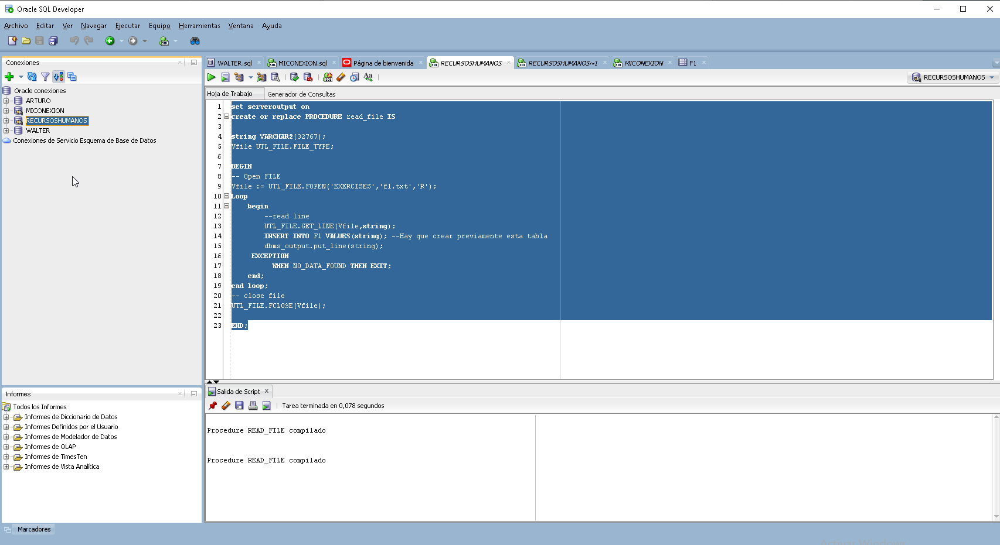 Oracle SQL Developer
Archivo Editar Ver Navegar Ejecutar Equipo Herramientas Ventana Ayuda
Conexiones
Oracle conexiones
ARTURO
MICONEXION
RECURSOSHUMANOS
WALTER
Conexiones de Servicio Esquema de Base de Datos
Informes
Todos los Informes
Informes de Diccionario de Datos
Informes Definidos por el Usuario
Informes de Modelador de Datos
Informes de OLAP
Informes de TimesTen
Informes de Vista Analítica
Marcadores
WALTER.sql MICONEXION.sql Página de bienvenida RECURSOSHUMANOS RECURSOSHUMANOS~1 MICONEXION F1
RECURSOSHUMANOS
Hoja de Trabajo Generador de Consultas
1 set serveroutput on
2 create or replace PROCEDURE read_file IS
3
4 string VARCHAR2(32767);
5 Vfile UTL_FILE.FILE_TYPE;
6
7 BEGIN
8 -- Open FILE
9 Vfile := UTL_FILE.FOPEN('EXERCISES','f1.txt','R');
10 Loop
11 begin
12 --read line
13 UTL_FILE.GET_LINE(Vfile,string);
14 INSERT INTO F1 VALUES(string); --Hay que crear previamente esta tabla
15 dbms_output.put_line(string);
16 EXCEPTION
17 WHEN NO_DATA_FOUND THEN EXIT;
18 end;
19 end loop;
20 -- close file
21 UTL_FILE.FCLOSE(Vfile);
22
23 END;
Salida de Script
Tarea terminada en 0,078 segundos
Procedure READ_FILE compilado
Procedure READ_FILE compilado